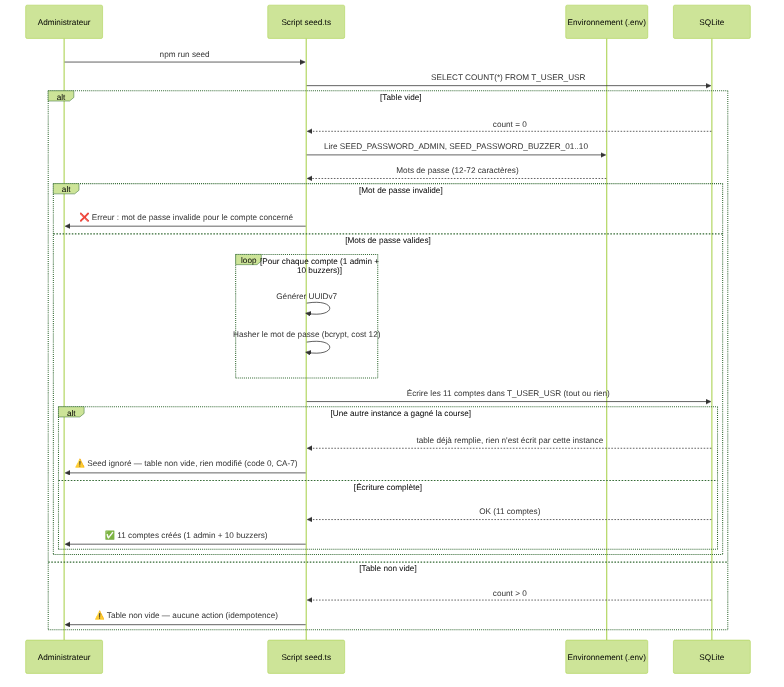 Administrateur
Script seed.ts
Environnement (.env)
SQLite
npm run seed
SELECT COUNT(*) FROM T_USER_USR
alt
[Table vide]
count = 0
Lire SEED_PASSWORD_ADMIN, SEED_PASSWORD_BUZZER_01..10
Mots de passe (12-72 caractères)
alt
[Mot de passe invalide]
❌ Erreur : mot de passe invalide pour le compte concerné
[Mots de passe valides]
loop
[Pour chaque compte (1 admin +
10 buzzers)]
Générer UUIDv7
Hasher le mot de passe (bcrypt, cost 12)
Écrire les 11 comptes dans T_USER_USR (tout ou rien)
alt
[Une autre instance a gagné la course]
table déjà remplie, rien n'est écrit par cette instance
⚠️ Seed ignoré — table non vide, rien modifié (code 0, CA-7)
[Écriture complète]
OK (11 comptes)
✅ 11 comptes créés (1 admin + 10 buzzers)
[Table non vide]
count > 0
⚠️ Table non vide — aucune action (idempotence)
Administrateur
Script seed.ts
Environnement (.env)
SQLite